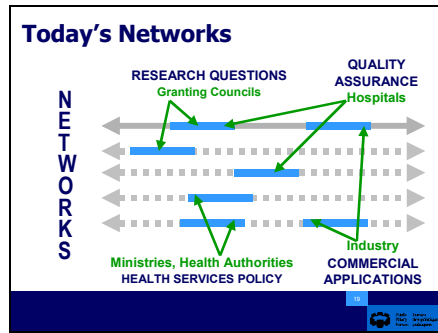 Today's Networks
RESEARCH QUESTIONS
Granting Councils
QUALITY
ASSURANCE
Hospitals
NETWORKS
Ministries, Health Authorities
HEALTH SERVICES POLICY
Industry
COMMERCIAL
APPLICATIONS
19